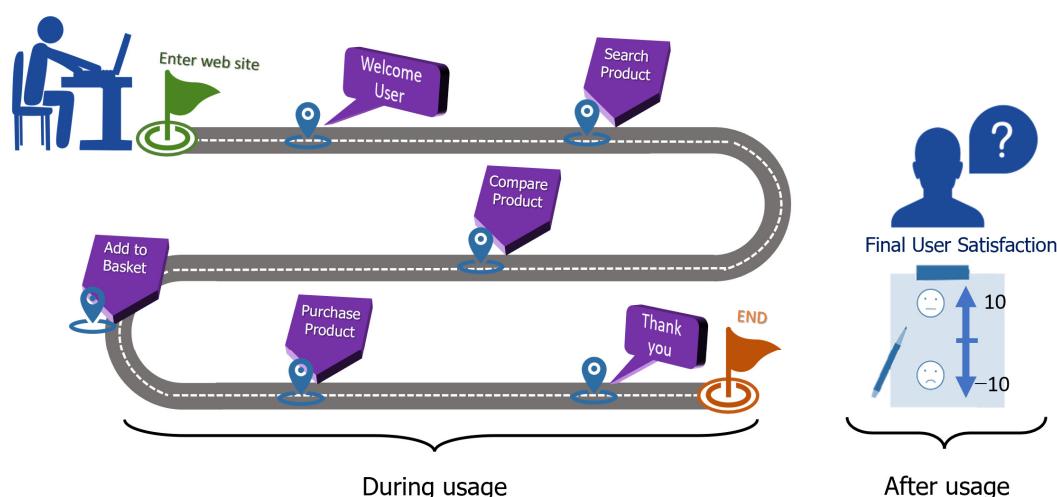 Enter web site
Welcome
User
Search
Product
?
Compare
Product
Final User Satisfaction
Add to
Basket
Purchase
Product
Thank
you
END
10
−10
During usage
After usage